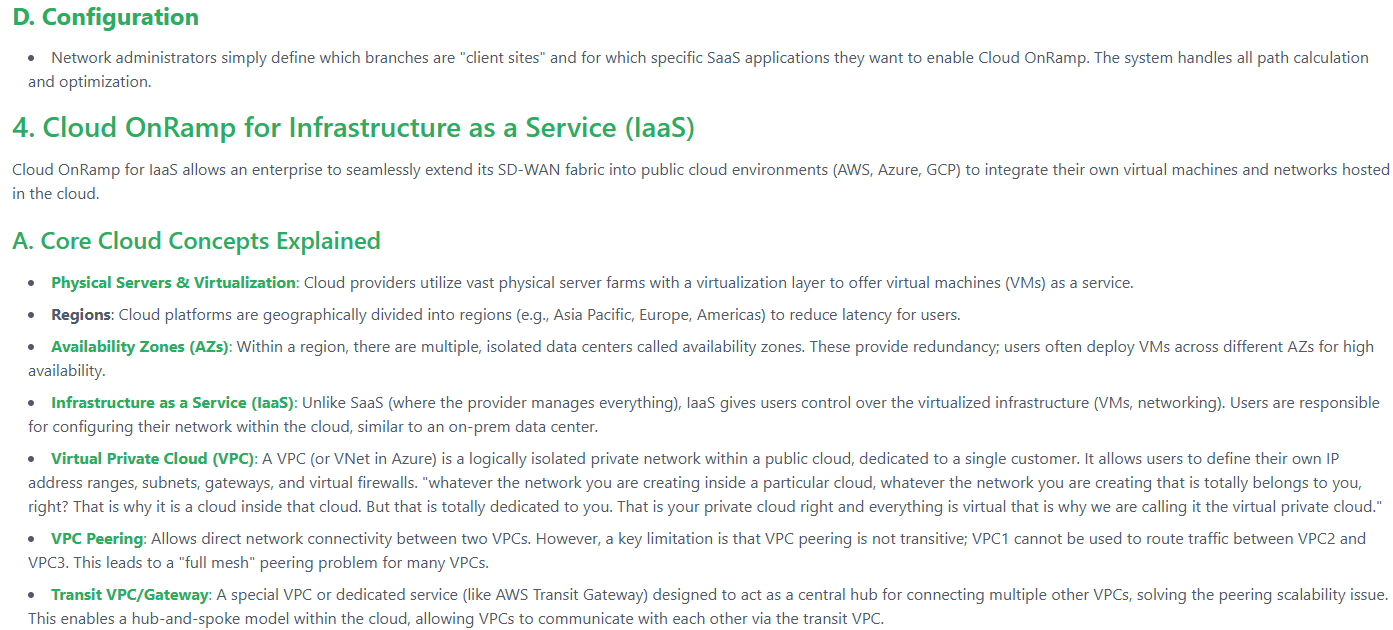 D. Configuration
• Network administrators simply define which branches are "client sites" and for which specific SaaS applications they want to enable Cloud OnRamp. The system handles all path calculation
and optimization.
4. Cloud OnRamp for Infrastructure as a Service (IaaS)
Cloud OnRamp for IaaS allows an enterprise to seamlessly extend its SD-WAN fabric into public cloud environments (AWS, Azure, GCP) to integrate their own virtual machines and networks hosted
in the cloud.
A. Core Cloud Concepts Explained
• Physical Servers & Virtualization: Cloud providers utilize vast physical server farms with a virtualization layer to offer virtual machines (VMs) as a service.
• Regions: Cloud platforms are geographically divided into regions (e.g., Asia Pacific, Europe, Americas) to reduce latency for users.
• Availability Zones (AZs): Within a region, there are multiple, isolated data centers called availability zones. These provide redundancy; users often deploy VMs across different AZs for high
availability.
• Infrastructure as a Service (IaaS): Unlike SaaS (where the provider manages everything), IaaS gives users control over the virtualized infrastructure (VMs, networking). Users are responsible
for configuring their network within the cloud, similar to an on-prem data center.
• Virtual Private Cloud (VPC): A VPC (or VNet in Azure) is a logically isolated private network within a public cloud, dedicated to a single customer. It allows users to define their own IP
address ranges, subnets, gateways, and virtual firewalls. "whatever the network you are creating inside a particular cloud, whatever the network you are creating that is totally belongs to you,
right? That is why it is a cloud inside that cloud. But that is totally dedicated to you. That is your private cloud right and everything is virtual that is why we are calling it the virtual private cloud."
• VPC Peering: Allows direct network connectivity between two VPCs. However, a key limitation is that VPC peering is not transitive; VPC1 cannot be used to route traffic between VPC2 and
VPC3. This leads to a "full mesh" peering problem for many VPCs.
• Transit VPC/Gateway: A special VPC or dedicated service (like AWS Transit Gateway) designed to act as a central hub for connecting multiple other VPCs, solving the peering scalability issue.
This enables a hub-and-spoke model within the cloud, allowing VPCs to communicate with each other via the transit VPC.